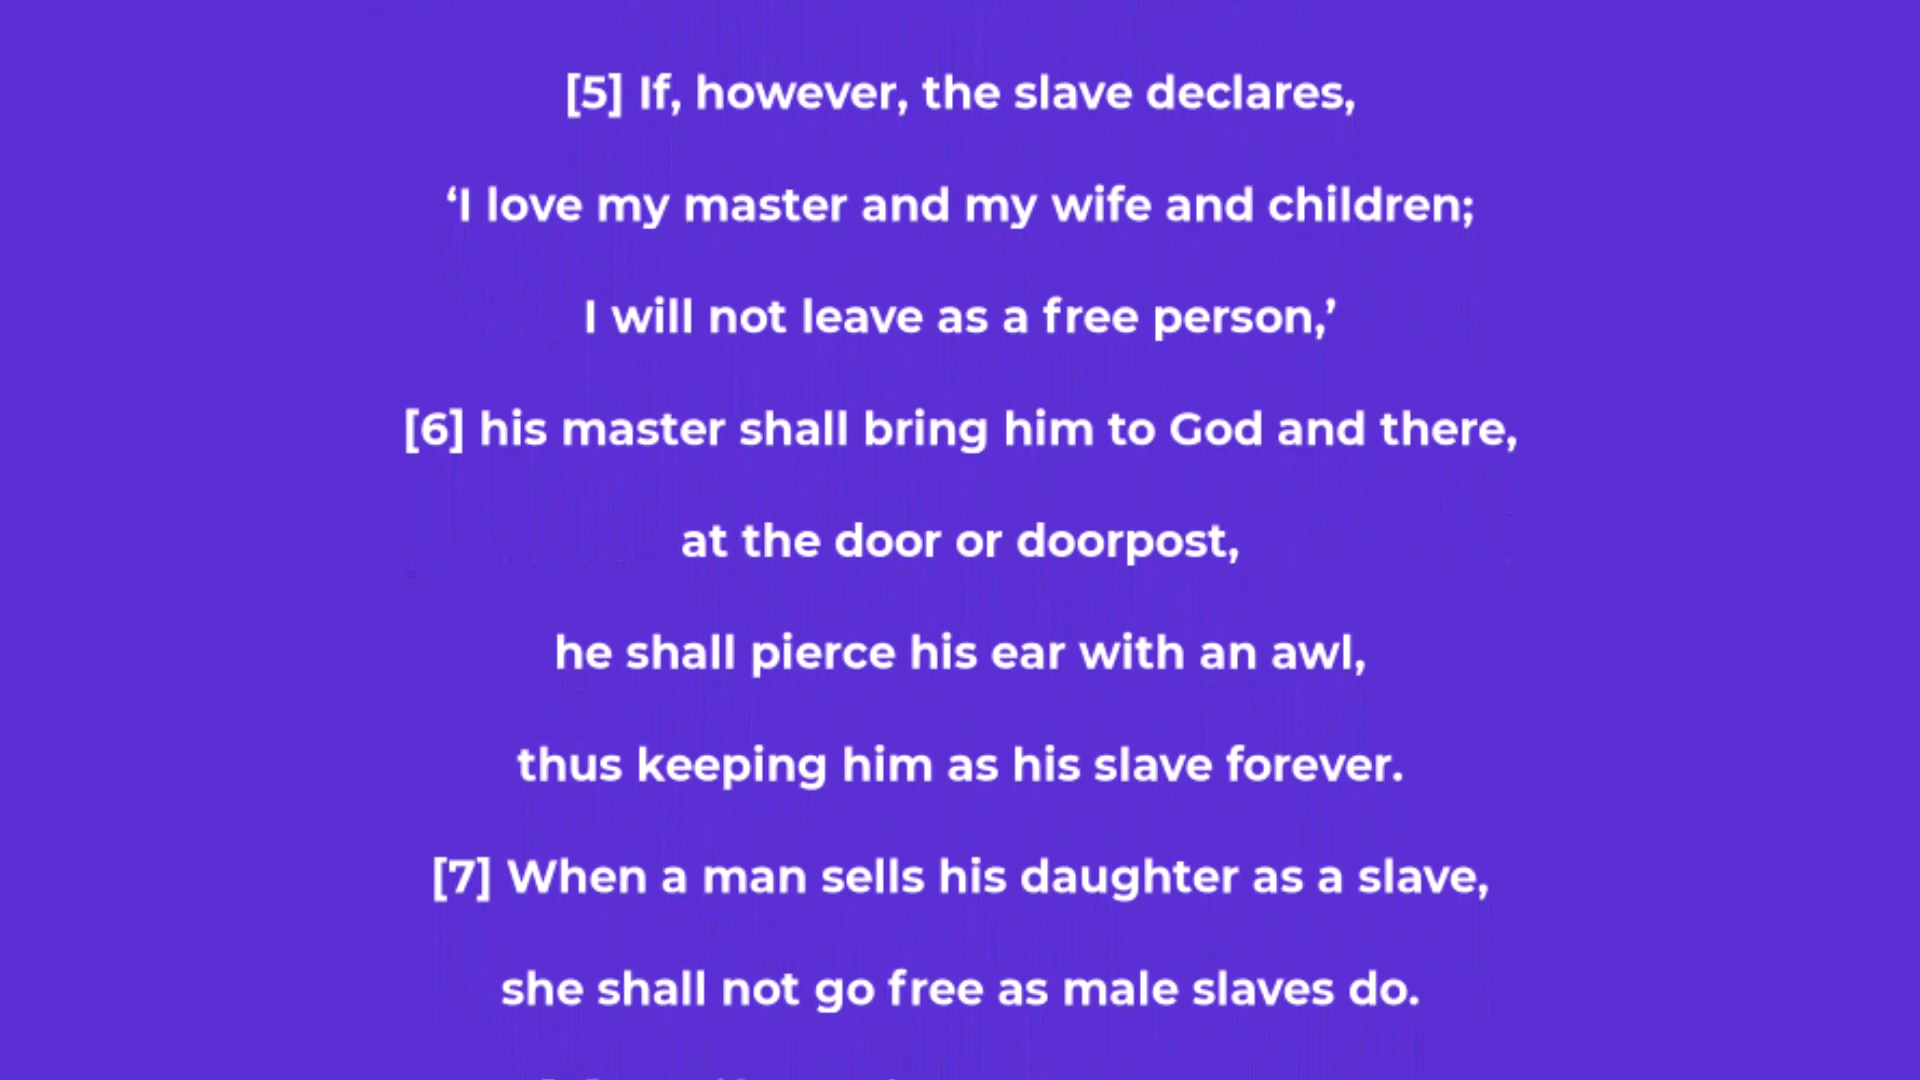 [5] If, however, the slave declares,
‘I love my master and my wife and children;
I will not leave as a free person,’
[6] his master shall bring him to God and there,
at the door or doorpost,
he shall pierce his ear with an awl,
thus keeping him as his slave forever.
[7] When a man sells his daughter as a slave,
she shall not go free as male slaves do.